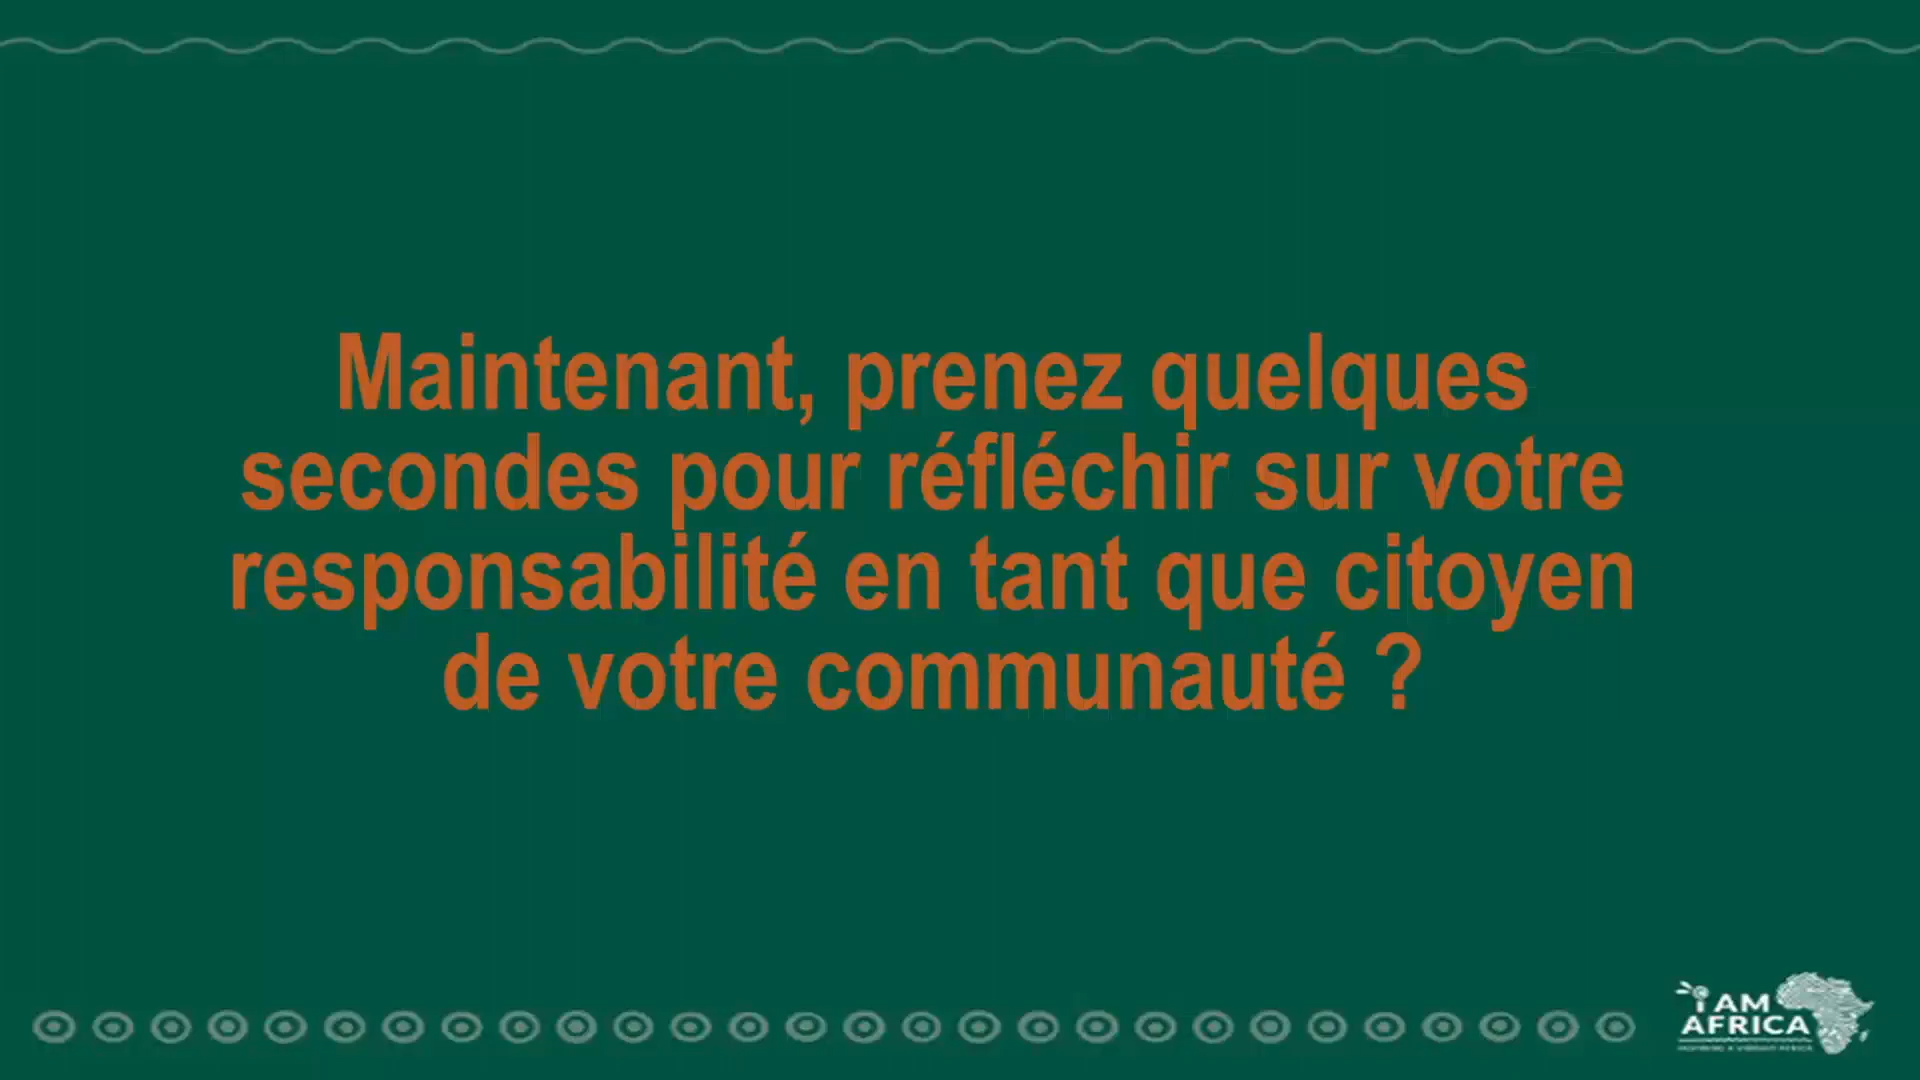 Maintenant, prenez quelques
secondes pour réfléchir sur votre
responsabilité en tant que citoyen
de votre communauté ?
I AM
AFRICA